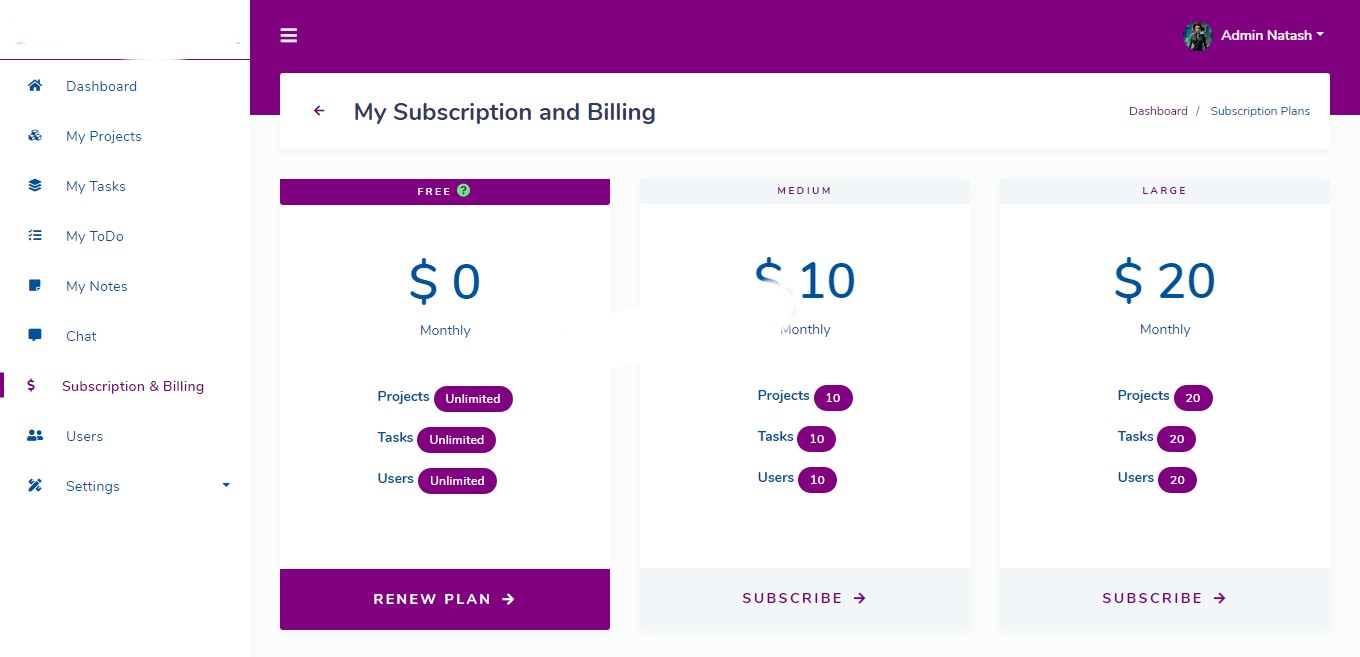 Admin Natash
Dashboard
My Projects
My Tasks
My ToDo
My Notes
Chat
Subscription & Billing
Users
Settings
My Subscription and Billing
Dashboard / Subscription Plans
FREE ?
$ 0
Monthly
Projects Unlimited
Tasks Unlimited
Users Unlimited
RENEW PLAN →
MEDIUM
$ 10
Monthly
Projects 10
Tasks 10
Users 10
SUBSCRIBE →
LARGE
$ 20
Monthly
Projects 20
Tasks 20
Users 20
SUBSCRIBE →